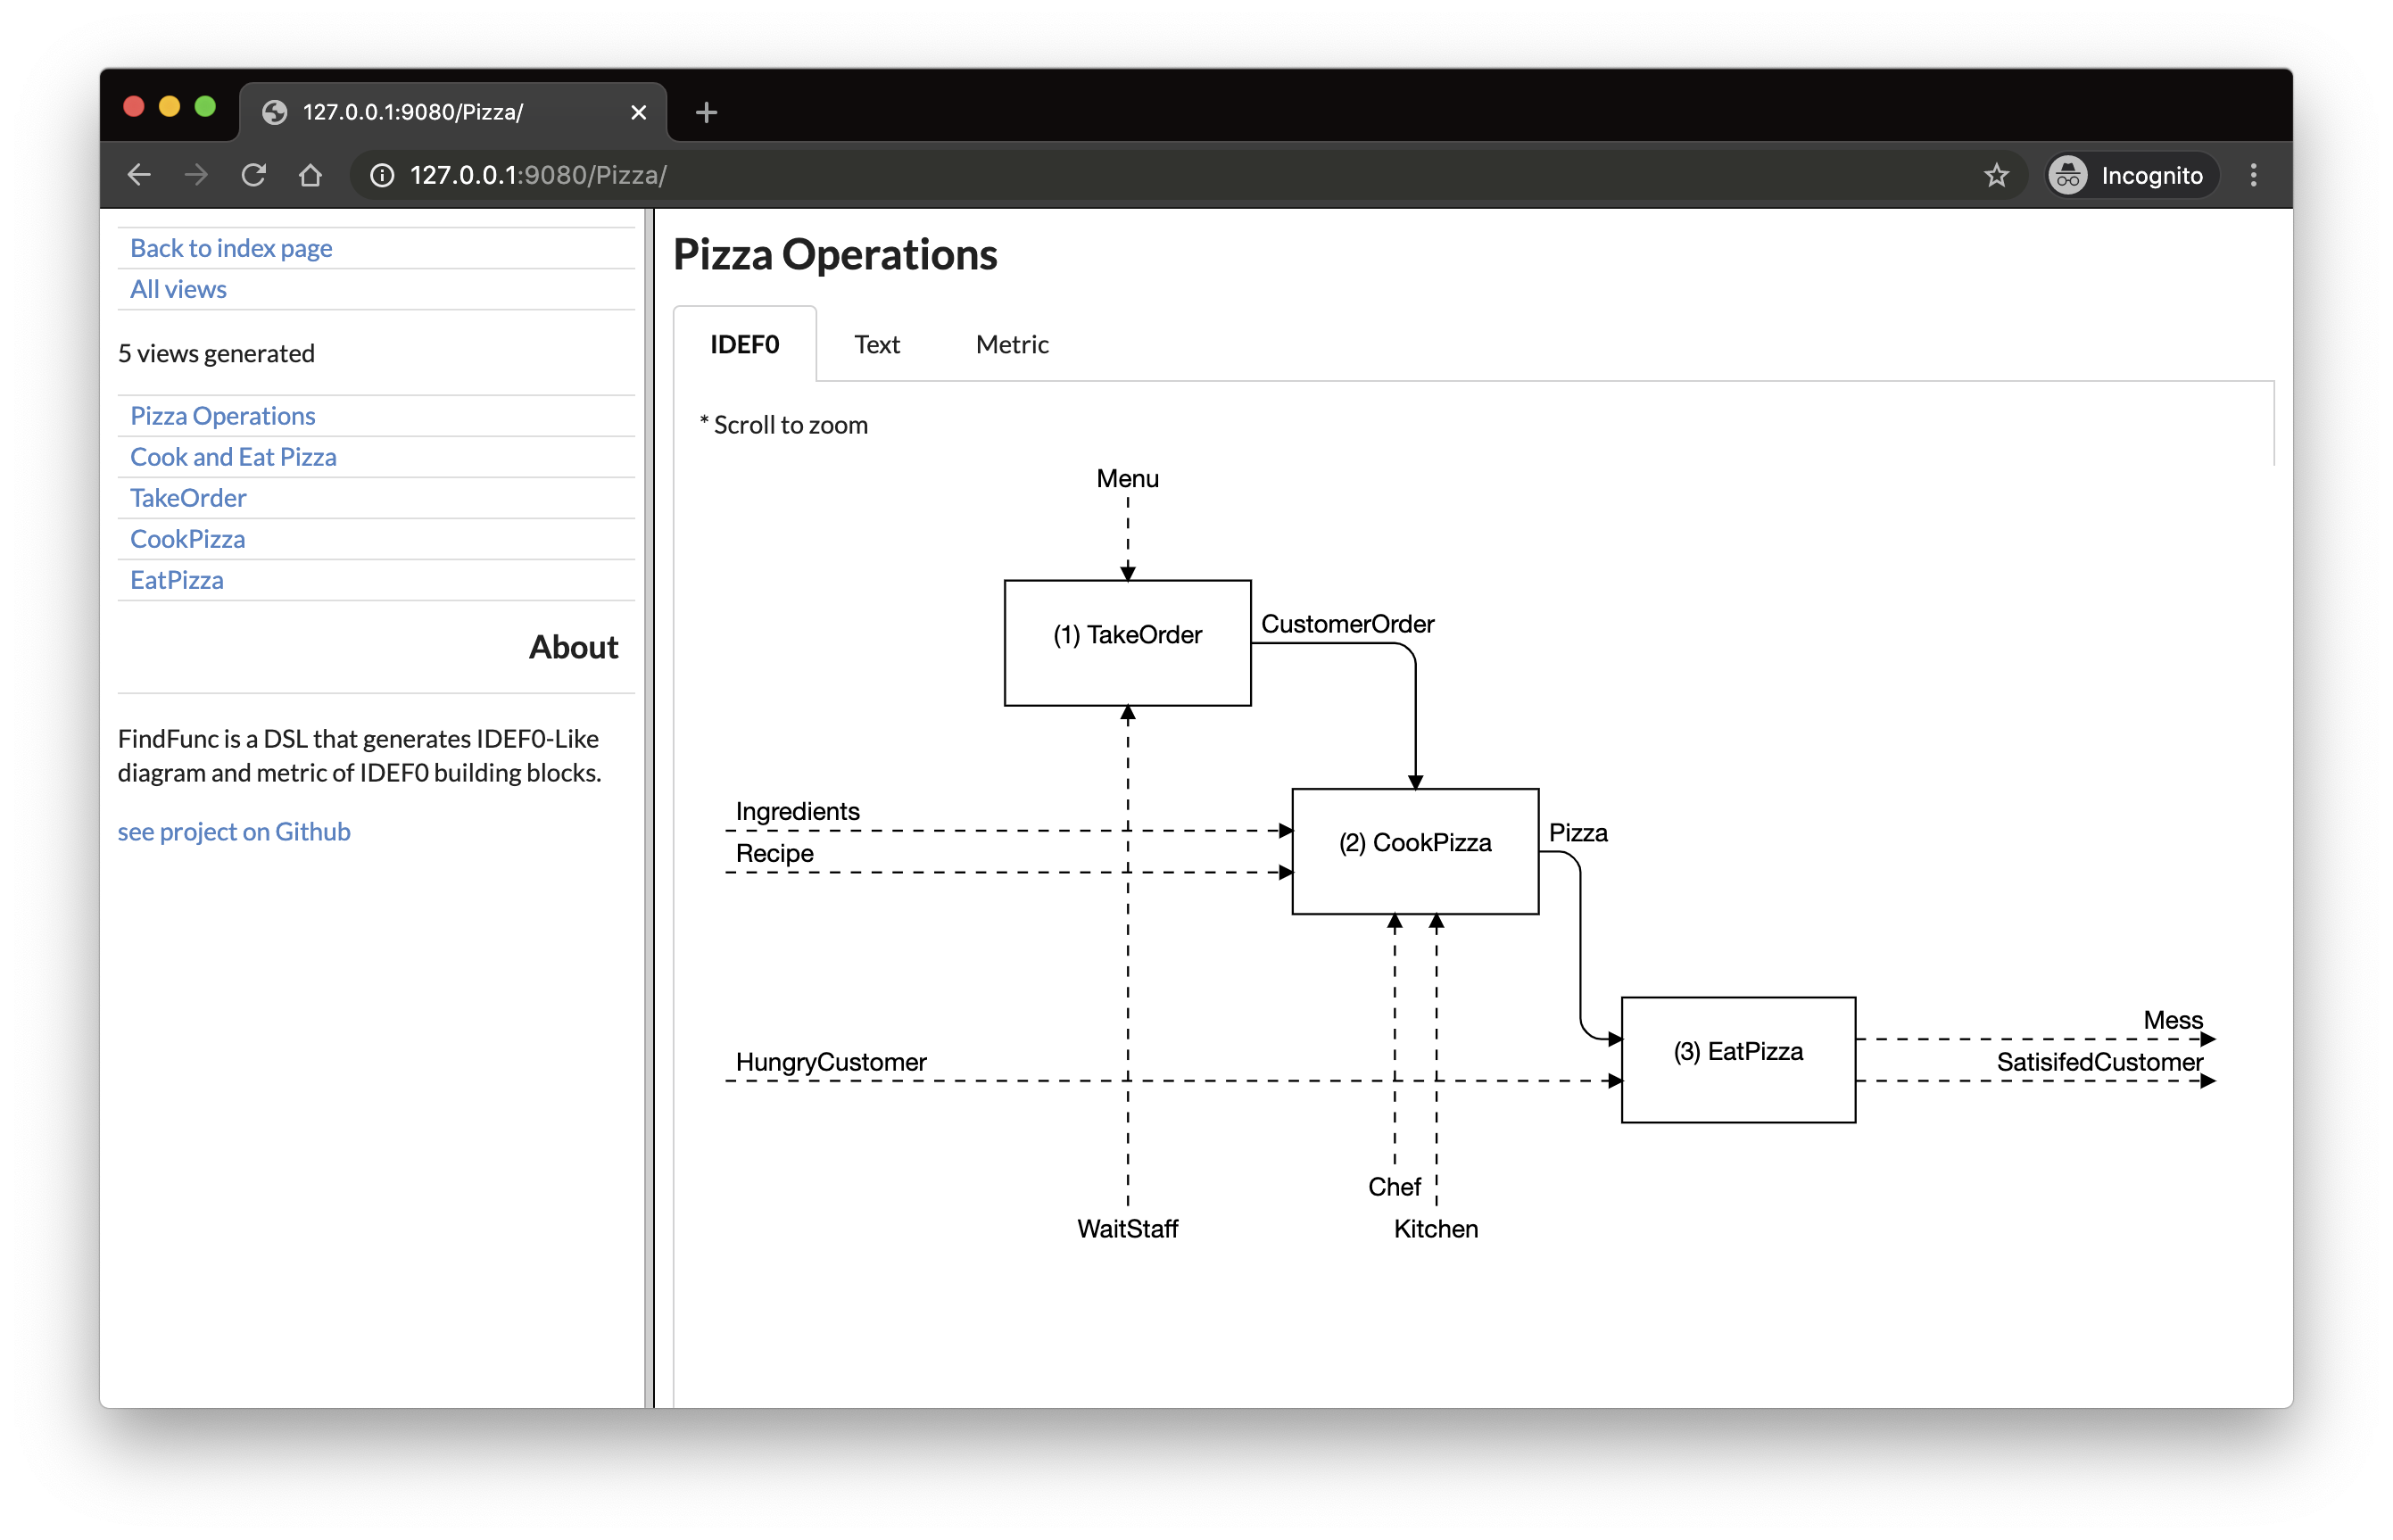 127.0.0.1:9080/Pizza/
127.0.0.1:9080/Pizza/
Incognito
Back to index page
All views
5 views generated
Pizza Operations
Cook and Eat Pizza
TakeOrder
CookPizza
EatPizza
About
FindFunc is a DSL that generates IDEF0-Like
diagram and metric of IDEF0 building blocks.
see project on Github
Pizza Operations
IDEF0 Text Metric
* Scroll to zoom
Menu
(1) TakeOrder
CustomerOrder
Ingredients
Recipe
(2) CookPizza
Pizza
HungryCustomer
(3) EatPizza
Mess
SatisifedCustomer
Chef
WaitStaff
Kitchen